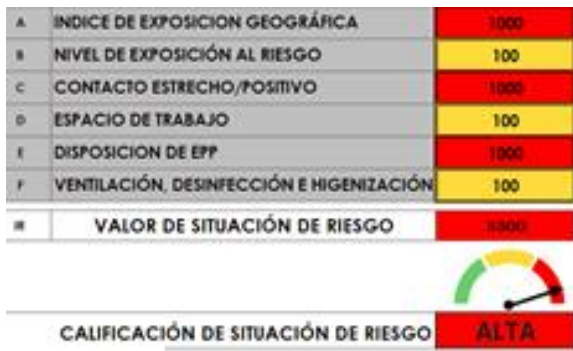 A INDICE DE EXPOSICION GEOGRÁFICA 1000
B NIVEL DE EXPOSICIÓN AL RIESGO 100
C CONTACTO ESTRECHO/POSITIVO 1000
D ESPACIO DE TRABAJO 100
E DISPOSICION DE EPP 1000
F VENTILACIÓN, DESINFECCIÓN E HIGENIZACIÓN 100
VALOR DE SITUACIÓN DE RIESGO
CALIFICACIÓN DE SITUACIÓN DE RIESGO ALTA